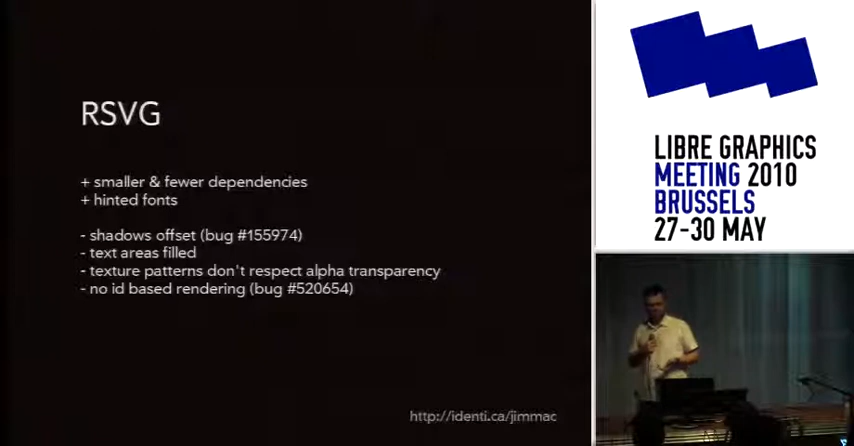 RSVG
+ smaller & fewer dependencies
+ hinted fonts
- shadows offset (bug #155974)
- text areas filled
- texture patterns don't respect alpha transparency
- no id based rendering (bug #520654)
http://identi.ca/jimmac
LIBRE GRAPHICS
MEETING 2010
BRUSSELS
27-30 MAY